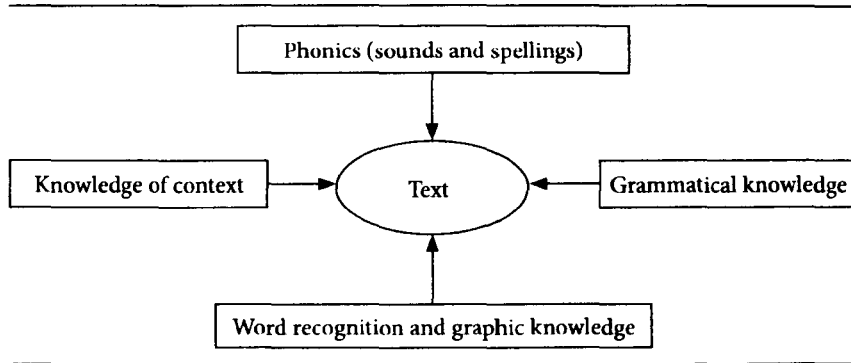 Phonics (sounds and spellings)
Knowledge of context
Text
Grammatical knowledge
Word recognition and graphic knowledge